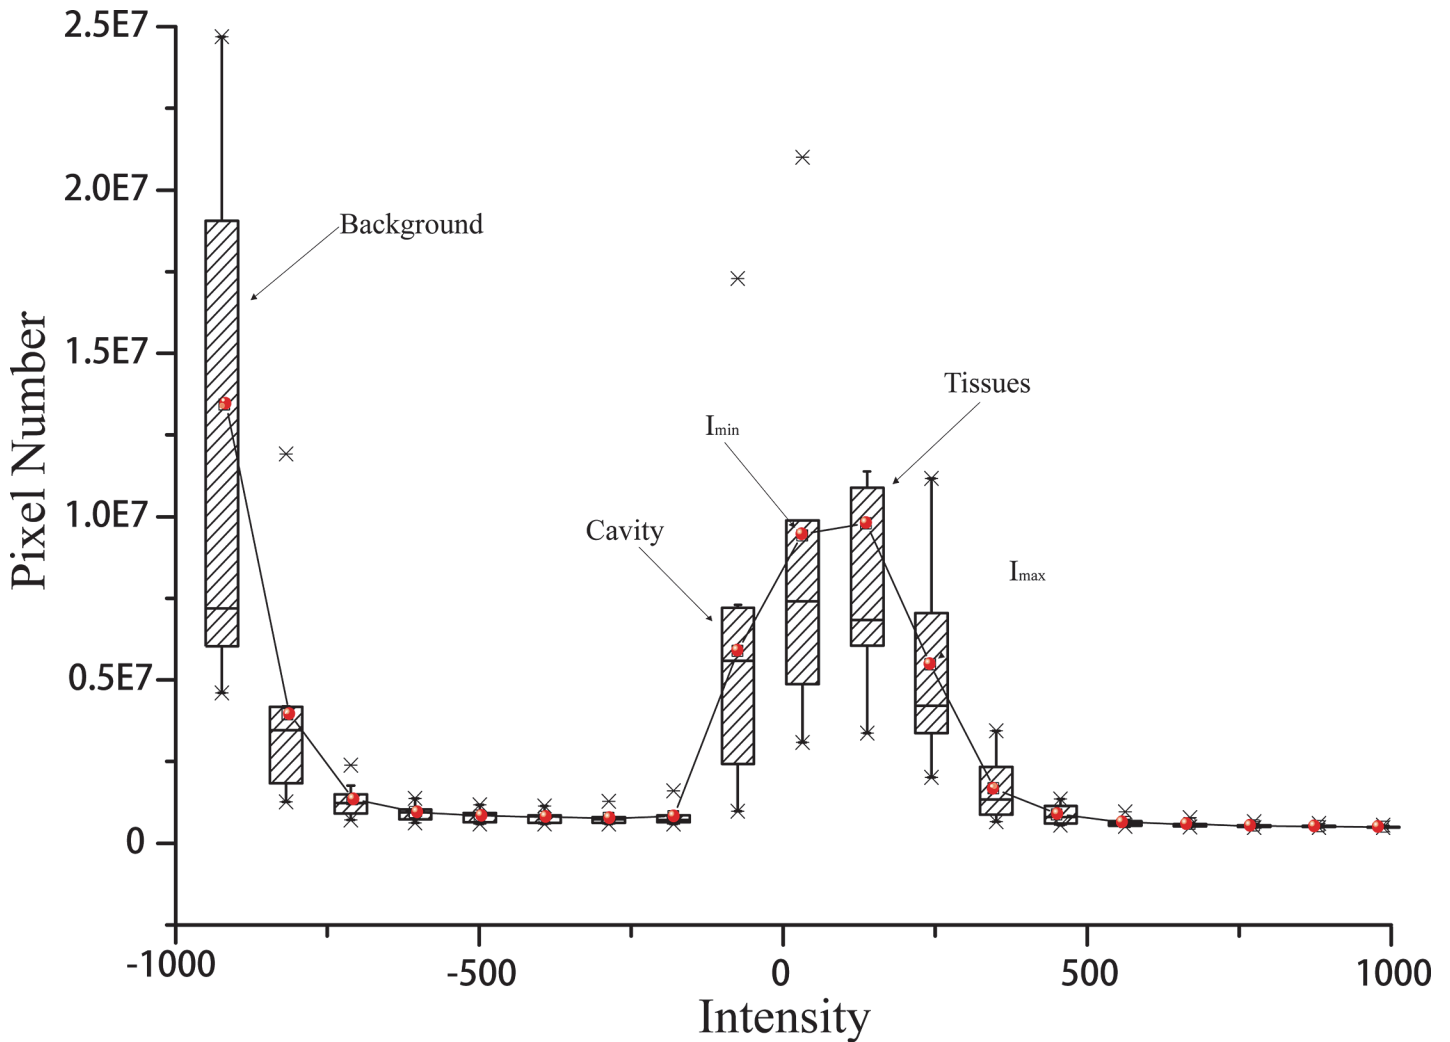 2.5E7
2.0E7
1.5E7
1.0E7
0.5E7
0
Pixel Number
Background
Tissues
Imin
Cavity
Imax
-1000
-500
0
500
1000
Intensity